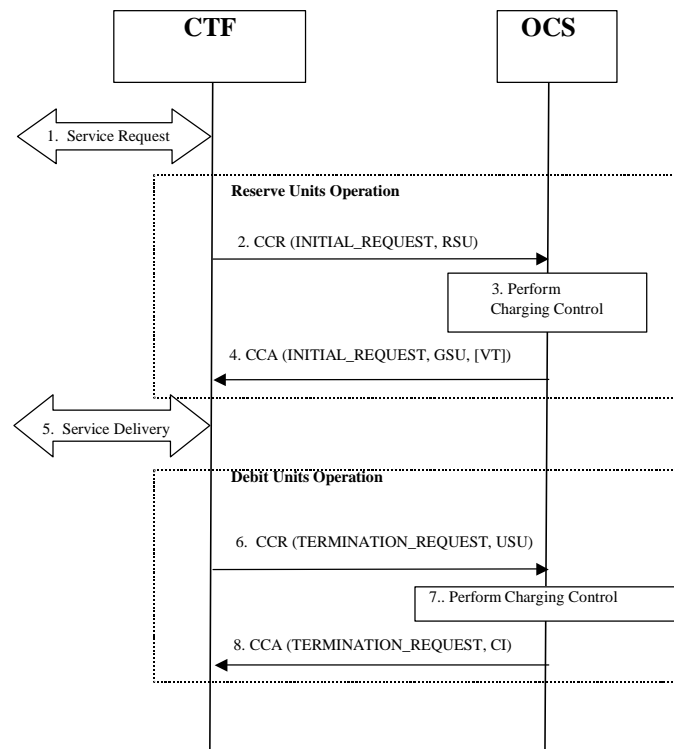 CTF
OCS
1. Service Request
Reserve Units Operation
2. CCR (INITIAL_REQUEST, RSU)
3. Perform
Charging Control
4. CCA (INITIAL_REQUEST, GSU, [VT])
5. Service Delivery
Debit Units Operation
6. CCR (TERMINATION_REQUEST, USU)
7.. Perform Charging Control
8. CCA (TERMINATION_REQUEST, CI)